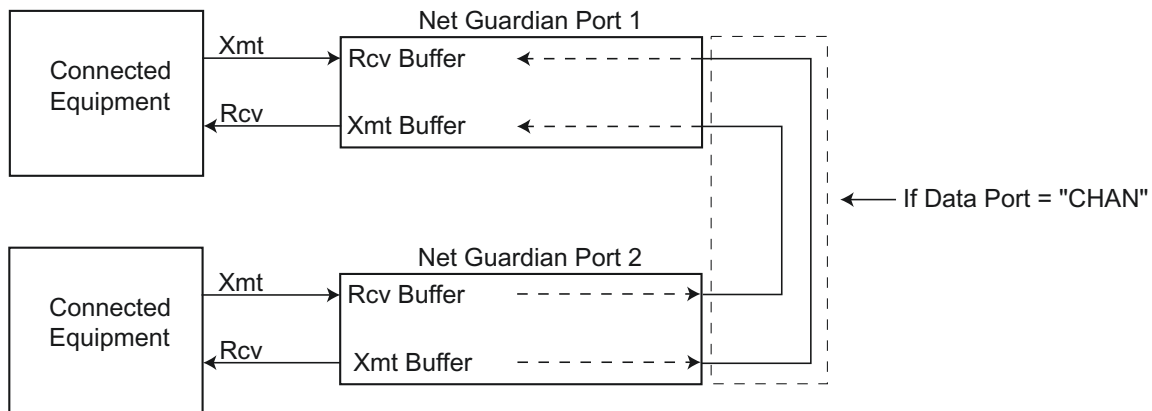 Net Guardian Port 1
Connected
Equipment
Xmt
Rcv
Rcv Buffer
Xmt Buffer
If Data Port = "CHAN"
Net Guardian Port 2
Connected
Equipment
Xmt
Rcv
Rcv Buffer
Xmt Buffer